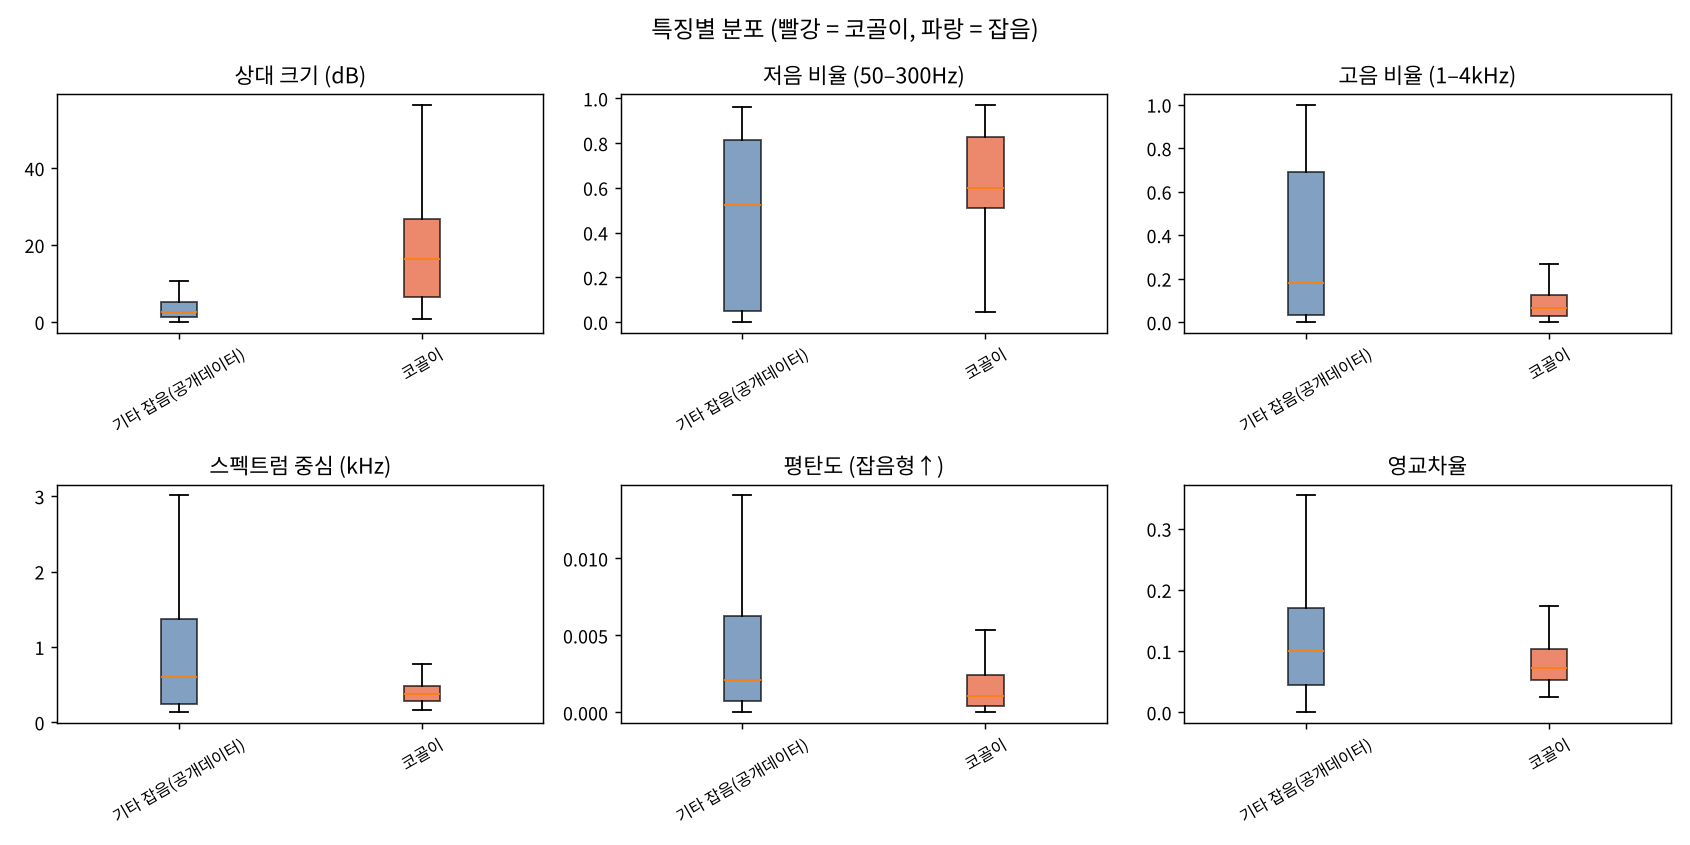 특징별 분포 (빨강 = 코골이, 파랑 = 잡음)
상대 크기 (dB)
40
20
0
기타 잡음(공개데이터)
코골이
저음 비율 (50–300Hz)
1.0
0.8
0.6
0.4
0.2
0.0
기타 잡음(공개데이터)
코골이
고음 비율 (1–4kHz)
1.0
0.8
0.6
0.4
0.2
0.0
기타 잡음(공개데이터)
코골이
스펙트럼 중심 (kHz)
3
2
1
0
기타 잡음(공개데이터)
코골이
평탄도 (잡음형↑)
0.010
0.005
0.000
기타 잡음(공개데이터)
코골이
영교차율
0.3
0.2
0.1
0.0
기타 잡음(공개데이터)
코골이